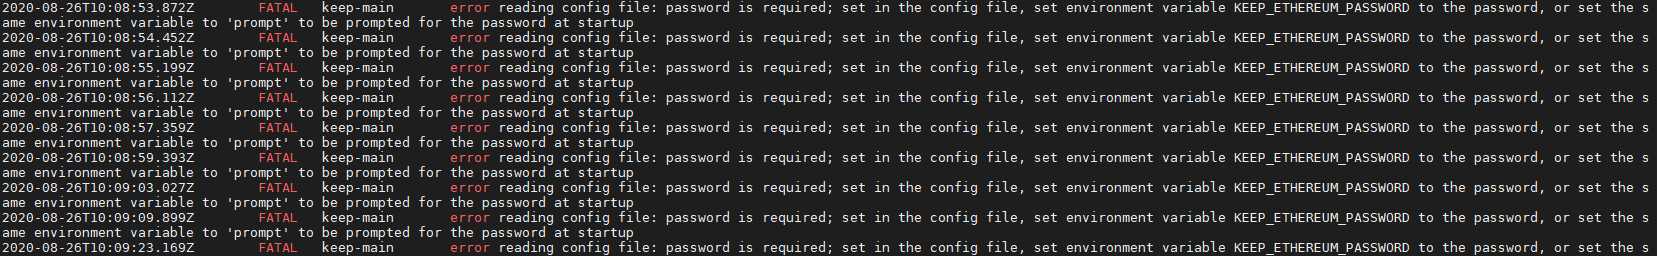 2020-08-26T10:08:53.872Z        FATAL   keep-main       error reading config file: password is required; set in the config file, set environment variable KEEP_ETHEREUM_PASSWORD to the password, or set the s
ame environment variable to 'prompt' to be prompted for the password at startup
2020-08-26T10:08:54.452Z        FATAL   keep-main       error reading config file: password is required; set in the config file, set environment variable KEEP_ETHEREUM_PASSWORD to the password, or set the s
ame environment variable to 'prompt' to be prompted for the password at startup
2020-08-26T10:08:55.199Z        FATAL   keep-main       error reading config file: password is required; set in the config file, set environment variable KEEP_ETHEREUM_PASSWORD to the password, or set the s
ame environment variable to 'prompt' to be prompted for the password at startup
2020-08-26T10:08:56.112Z        FATAL   keep-main       error reading config file: password is required; set in the config file, set environment variable KEEP_ETHEREUM_PASSWORD to the password, or set the s
ame environment variable to 'prompt' to be prompted for the password at startup
2020-08-26T10:08:57.359Z        FATAL   keep-main       error reading config file: password is required; set in the config file, set environment variable KEEP_ETHEREUM_PASSWORD to the password, or set the s
ame environment variable to 'prompt' to be prompted for the password at startup
2020-08-26T10:08:59.393Z        FATAL   keep-main       error reading config file: password is required; set in the config file, set environment variable KEEP_ETHEREUM_PASSWORD to the password, or set the s
ame environment variable to 'prompt' to be prompted for the password at startup
2020-08-26T10:09:03.027Z        FATAL   keep-main       error reading config file: password is required; set in the config file, set environment variable KEEP_ETHEREUM_PASSWORD to the password, or set the s
ame environment variable to 'prompt' to be prompted for the password at startup
2020-08-26T10:09:09.899Z        FATAL   keep-main       error reading config file: password is required; set in the config file, set environment variable KEEP_ETHEREUM_PASSWORD to the password, or set the s
ame environment variable to 'prompt' to be prompted for the password at startup
2020-08-26T10:09:23.169Z        FATAL   keep-main       error reading config file: password is required; set in the config file, set environment variable KEEP_ETHEREUM_PASSWORD to the password, or set the s